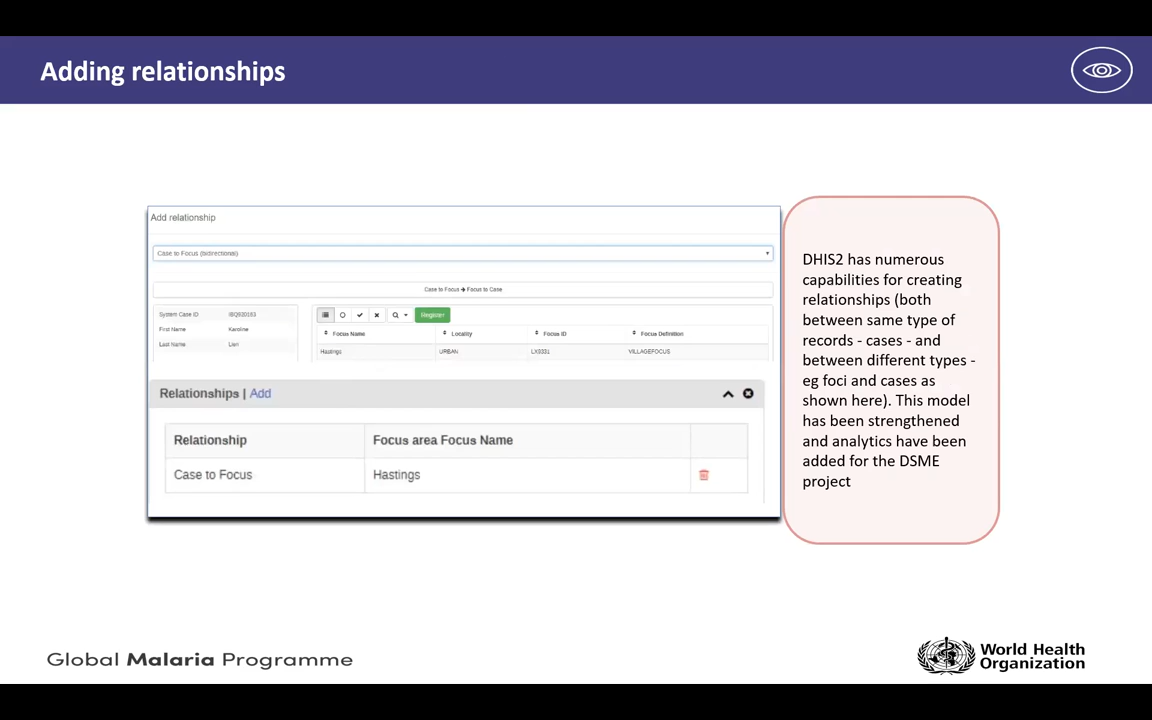 Adding relationships
Add relationship
Case to Focus (bidirectional)
Case to Focus → Focus to Case
System Case ID
First Name Karoline
Last Name
Register
Focus Name Locality Focus ID Focus Definition
Hastings URBAN LX9331 VILLAGEFOCUS
Relationships | Add
Relationship Focus area Focus Name
Case to Focus Hastings
DHIS2 has numerous
capabilities for creating
relationships (both
between same type of
records - cases - and
between different types -
eg foci and cases as
shown here). This model
has been strengthened
and analytics have been
added for the DSME
project
Global Malaria Programme
World Health
Organization